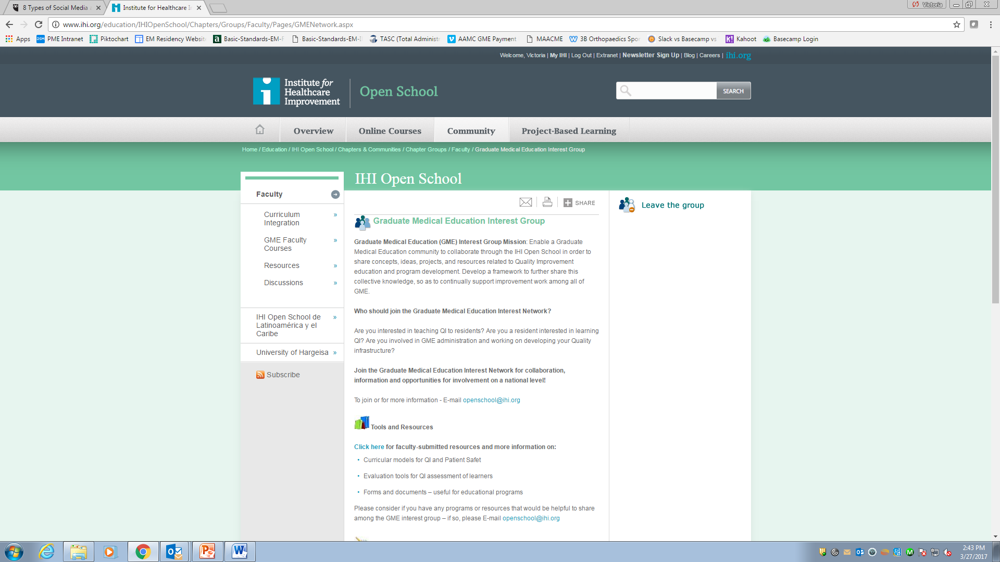 8 Types of Social Media
Institute for Healthcare I
Victoria
www.ihi.org/education/IHIOpenSchool/Chapters/Groups/Faculty/Pages/GMENetwork.aspx
Apps PME Intranet Piktochart EM Residency Websit Basic-Standards-EM-F Basic-Standards-EM-I TASC (Total Administ AAMC GME Payment MAACME 3B Orthopaedics Spor Slack vs Basecamp vs Kahoot Basecamp Login
Welcome, Victoria | My IHI | Log Out | Extranet | Newsletter Sign Up | Blog | Careers | ihi.org
Institute for
Healthcare
Improvement
Open School
SEARCH
Overview Online Courses Community Project-Based Learning
Home / Education / IHI Open School / Chapters & Communities / Chapter Groups / Faculty / Graduate Medical Education Interest Group
IHI Open School
Faculty
Curriculum
Integration
»
GME Faculty
Courses
»
Resources »
Discussions »
IHI Open School de
Latinoamérica y el
Caribe
»
University of Hargeisa »
Subscribe
SHARE
Graduate Medical Education Interest Group
Graduate Medical Education (GME) Interest Group Mission: Enable a Graduate
Medical Education community to collaborate through the IHI Open School in order to
share concepts, ideas, projects, and resources related to Quality Improvement
education and program development. Develop a framework to further share this
collective knowledge, so as to continually support improvement work among all of
GME.
Who should join the Graduate Medical Education Interest Network?
Are you interested in teaching QI to residents? Are you a resident interested in learning
QI? Are you involved in GME administration and working on developing your Quality
infrastructure?
Join the Graduate Medical Education Interest Network for collaboration,
information and opportunities for involvement on a national level!
To join or for more information - E-mail openschool@ihi.org
Tools and Resources
Click here for faculty-submitted resources and more information on:
• Curricular models for QI and Patient Safet
• Evaluation tools for QI assessment of learners
• Forms and documents – useful for educational programs
Please consider if you have any programs or resources that would be helpful to share
among the GME interest group – if so, please E-mail openschool@ihi.org
Leave the group
2:43 PM
3/27/2017